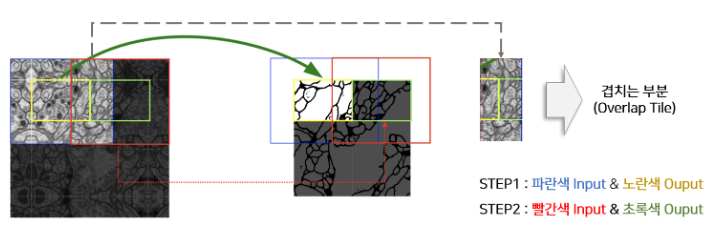 겹치는 부분
(Overlap Tile)
STEP1 : 파란색 Input & 노란색 Ouput
STEP2 : 빨간색 Input & 초록색 Ouput